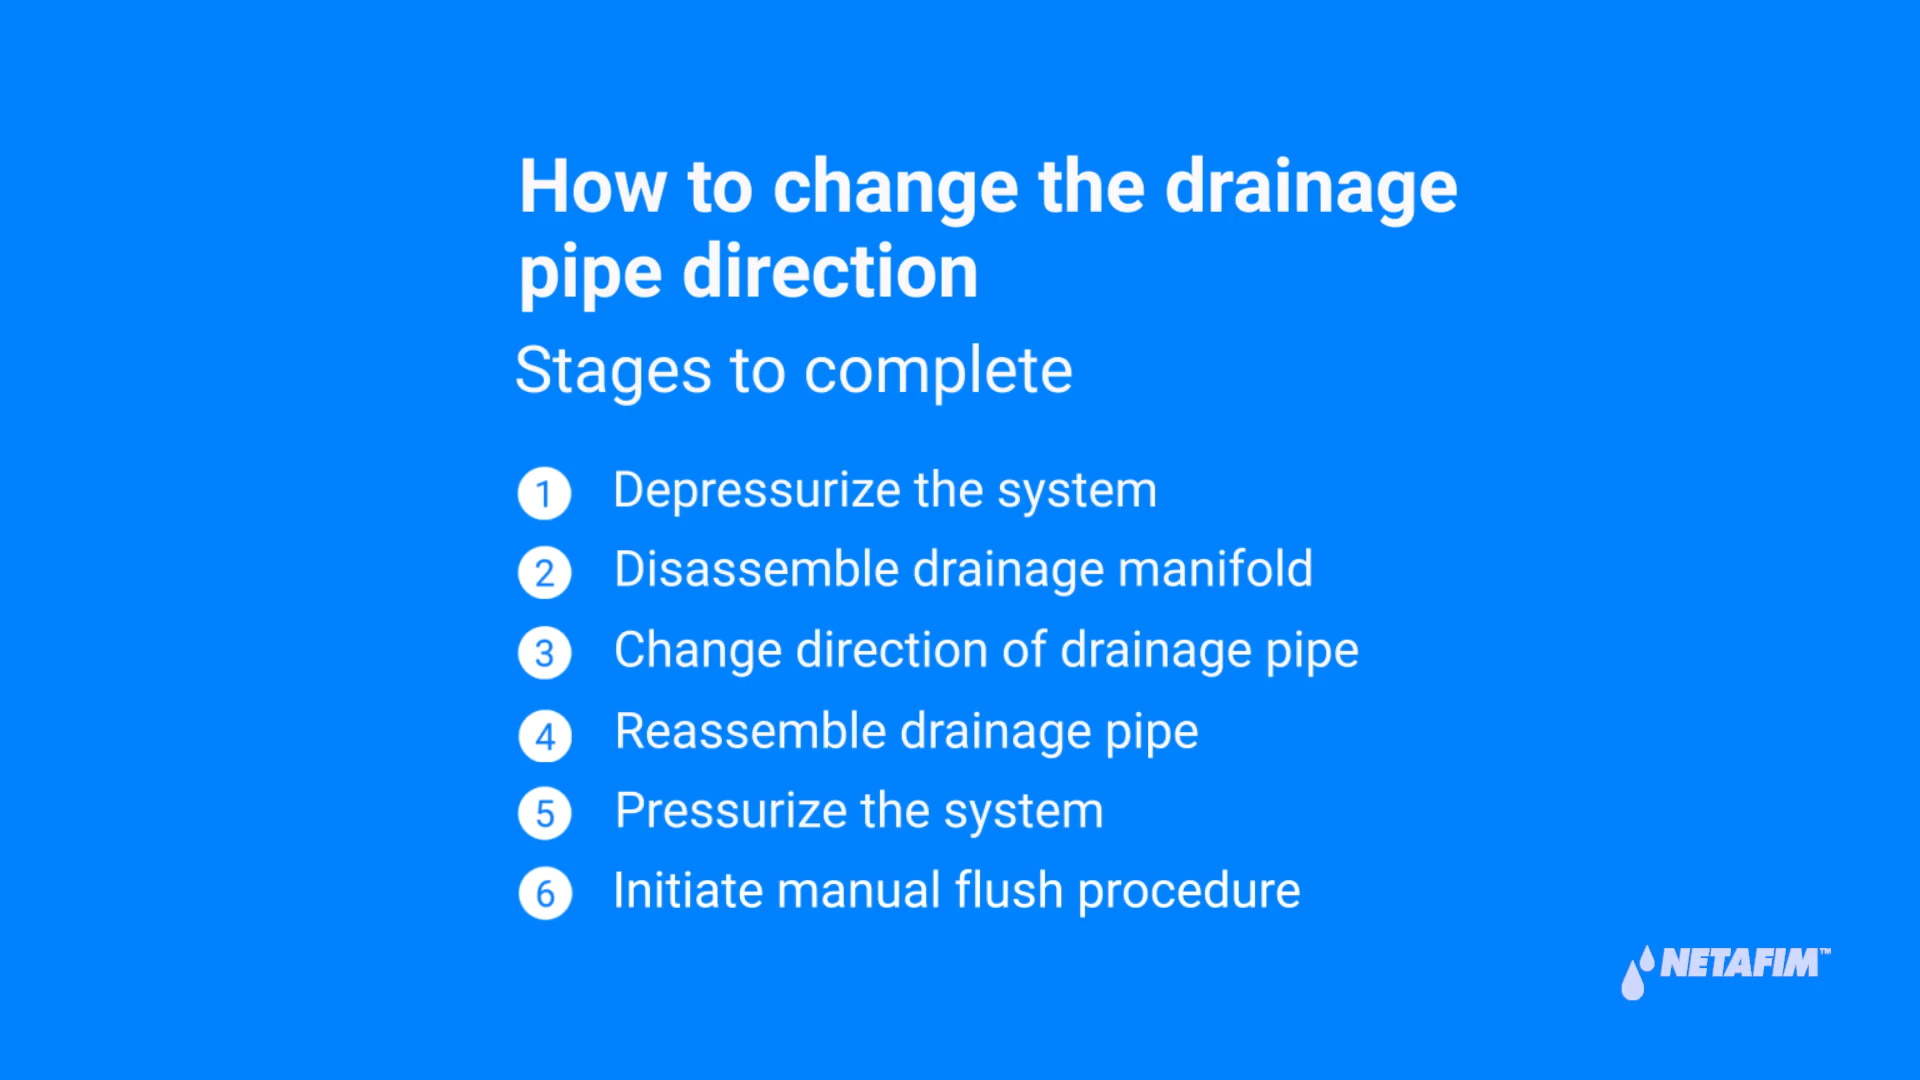 How to change the drainage
pipe direction
Stages to complete
1 Depressurize the system
2 Disassemble drainage manifold
3 Change direction of drainage pipe
4 Reassemble drainage pipe
5 Pressurize the system
6 Initiate manual flush procedure
NETAFIM™